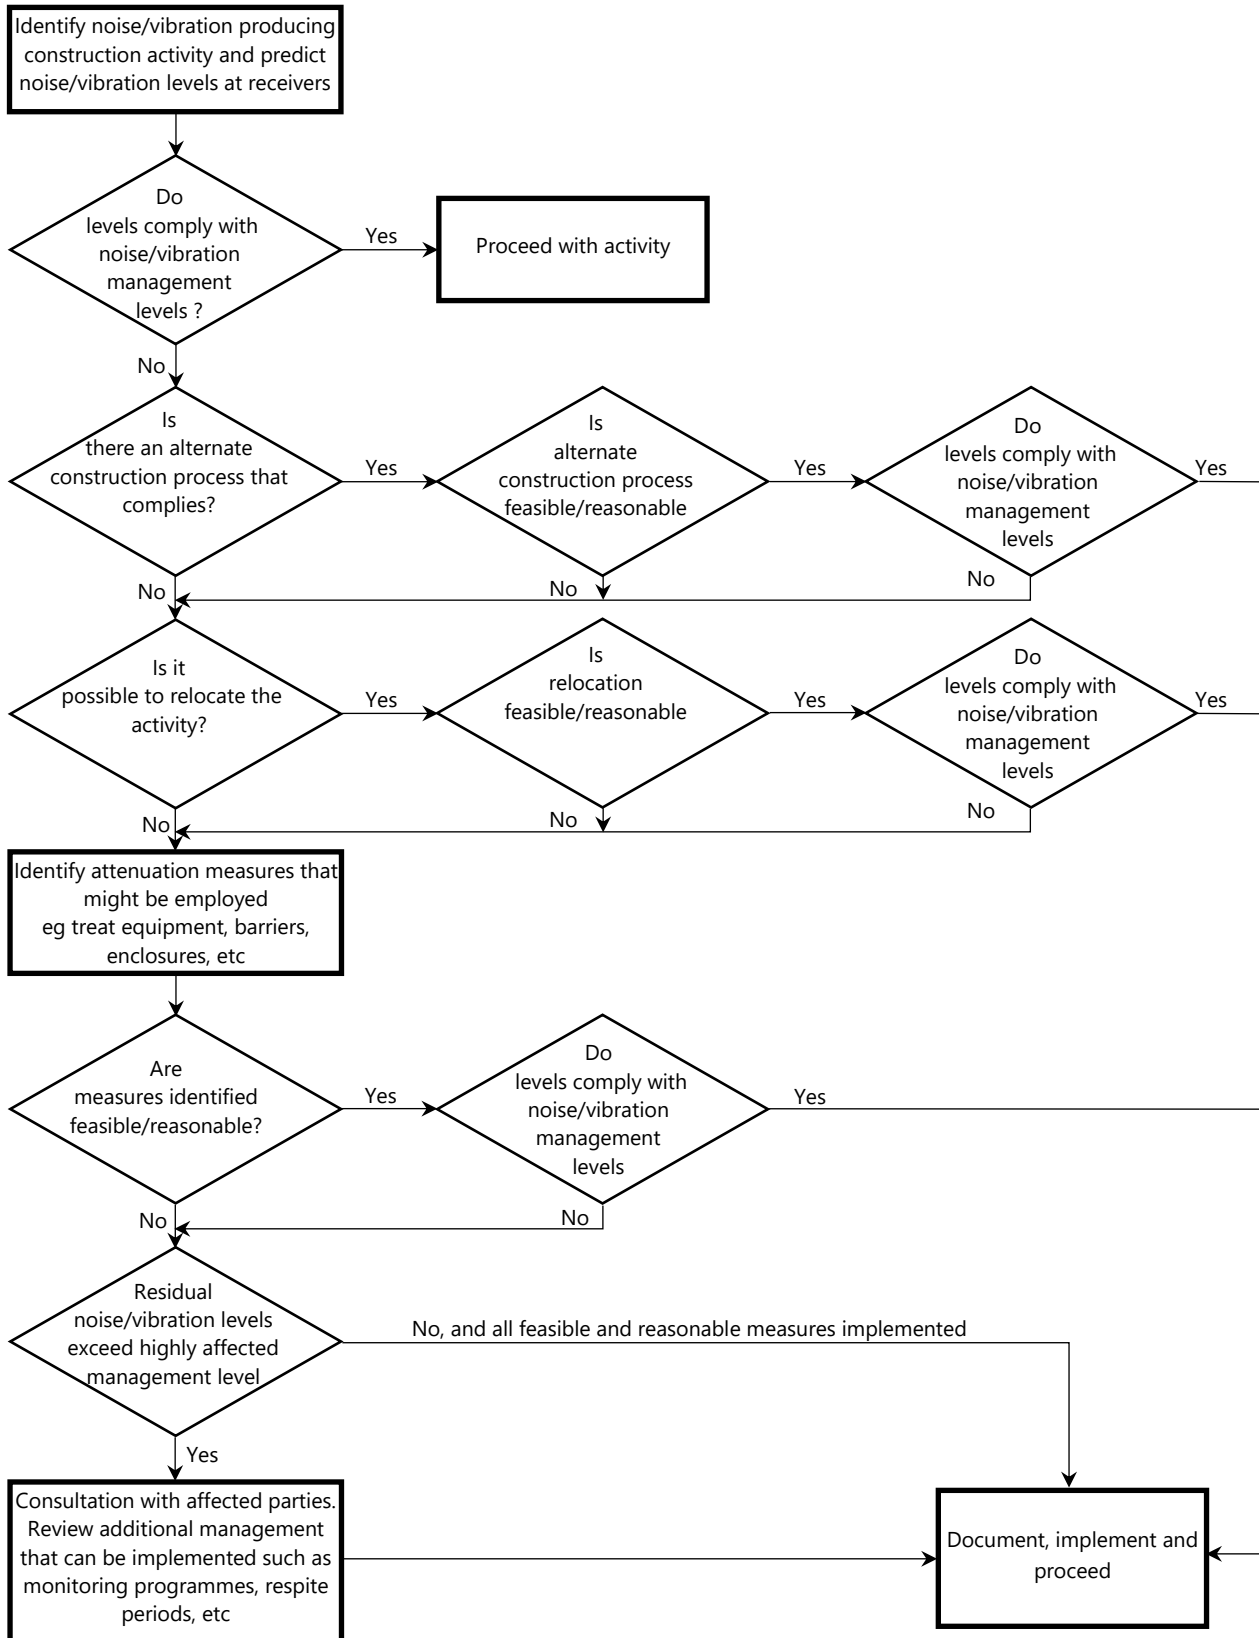 Identify noise/vibration producing
construction activity and predict
noise/vibration levels at receivers
Do
levels comply with
noise/vibration
management
levels ?
Yes
Proceed with activity
No
Is
there an alternate
construction process that
complies?
Yes
Is
alternate
construction process
feasible/reasonable
Yes
Do
levels comply with
noise/vibration
management
levels
Yes
No
No
No
Is it
possible to relocate the
activity?
Yes
Is
relocation
feasible/reasonable
Yes
Do
levels comply with
noise/vibration
management
levels
Yes
No
No
No
Identify attenuation measures that
might be employed
eg treat equipment, barriers,
enclosures, etc
Are
measures identified
feasible/reasonable?
Yes
Do
levels comply with
noise/vibration
management
levels
Yes
No
No
Residual
noise/vibration levels
exceed highly affected
management level
No, and all feasible and reasonable measures implemented
Yes
Consultation with affected parties.
Review additional management
that can be implemented such as
monitoring programmes, respite
periods, etc
Document, implement and
proceed